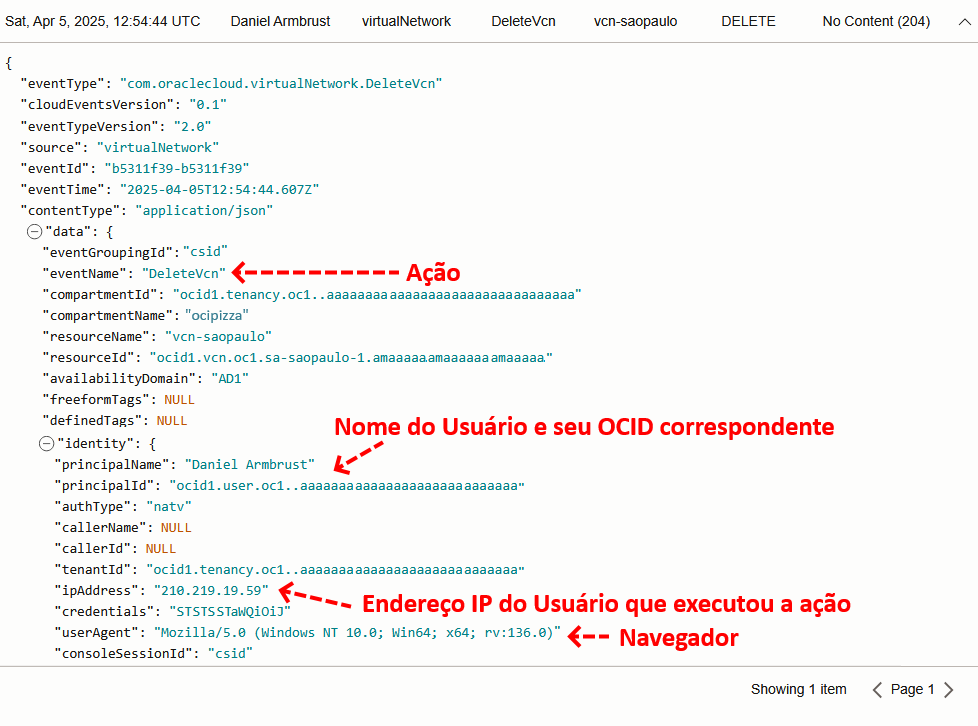 Sat, Apr 5, 2025, 12:54:44 UTC Daniel Armbrust virtualNetwork DeleteVcn vcn-saopaulo DELETE No Content (204)
{
"eventType": "com.oraclecloud.virtualNetwork.DeleteVcn"
"cloudEventsVersion": "0.1"
"eventTypeVersion": "2.0"
"source": "virtualNetwork"
"eventId": "b5311f39-b5311f39"
"eventTime": "2025-04-05T12:54:44.607Z"
"contentType": "application/json"
"data": {
"eventGroupingId": "csid"
"eventName": "DeleteVcn" Ação
"compartmentId": "ocid1.tenancy.oc1..aaaaaaaaaaaaaaaaaaaaaaaaaaaaaaaa"
"compartmentName": "ocipizza"
"resourceName": "vcn-saopaulo"
"resourceId": "ocid1.vcn.oc1.sa-saopaulo-1.amaaaaaamaaaaaaamaaaaa."
"availabilityDomain": "AD1"
"freeformTags": NULL
"definedTags": NULL
Nome do Usuário e seu OCID correspondente
"identity": {
"principalName": "Daniel Armbrust"
"principalId": "ocid1.user.oc1..aaaaaaaaaaaaaaaaaaaaaaaaaaaa"
"authType": "natv"
"callerName": NULL
"callerId": NULL
"tenantId": "ocid1.tenancy.oc1..aaaaaaaaaaaaaaaaaaaaaaaaaaaa"
"ipAddress": "210.219.19.59"
Endereço IP do Usuário que executou a ação
"credentials": "STSTSSTaWQiOiJ"
"userAgent": "Mozilla/5.0 (Windows NT 10.0; Win64; x64; rv:136.0)" Navegador
"consoleSessionId": "csid"
Showing 1 item Page 1